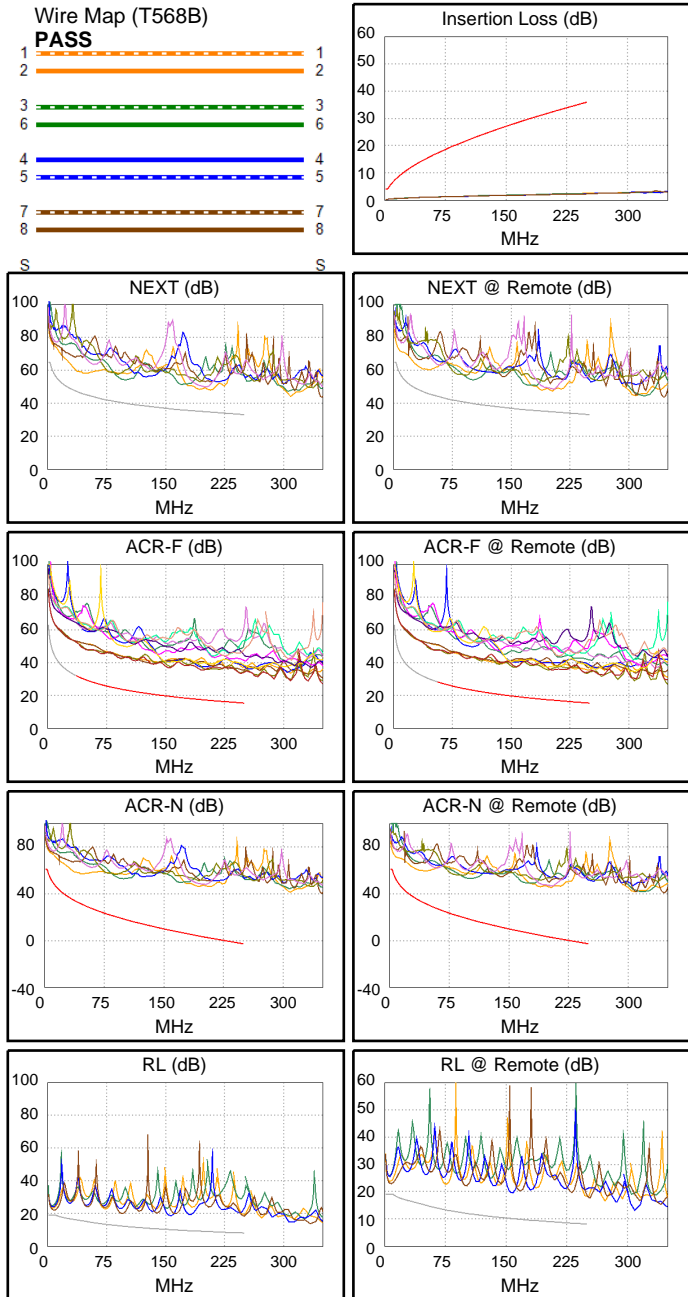 Wire Map (T568B)
PASS
1 1
2 2
3 3
6 6
4 4
5 5
7 7
8 8
S S
Insertion Loss (dB)
60
50
40
30
20
10
0
0 75 150 225 300
MHz
NEXT (dB)
100
80
60
40
20
0
0 75 150 225 300
MHz
NEXT @ Remote (dB)
100
80
60
40
20
0
0 75 150 225 300
MHz
ACR-F (dB)
100
80
60
40
20
0
0 75 150 225 300
MHz
ACR-F @ Remote (dB)
100
80
60
40
20
0
0 75 150 225 300
MHz
ACR-N (dB)
80
40
0
-40
0 75 150 225 300
MHz
ACR-N @ Remote (dB)
80
40
0
-40
0 75 150 225 300
MHz
RL (dB)
100
80
60
40
20
0
0 75 150 225 300
MHz
RL @ Remote (dB)
60
50
40
30
20
10
0
0 75 150 225 300
MHz